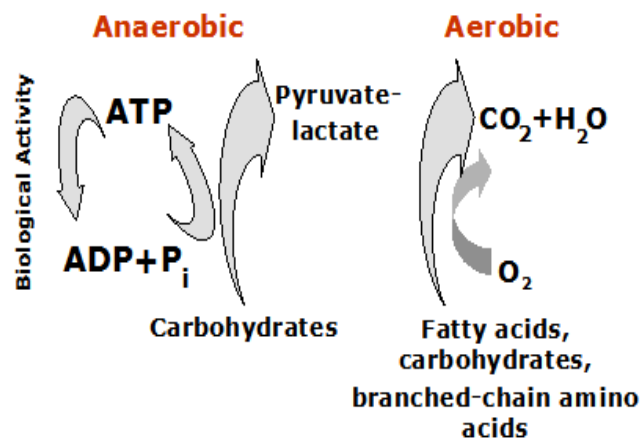 Anaerobic
Aerobic
Biological Activity
ATP
ADP+Pi
Pyruvate-
lactate
Carbohydrates
CO₂+H₂O
O₂
Fatty acids,
carbohydrates,
branched-chain amino
acids